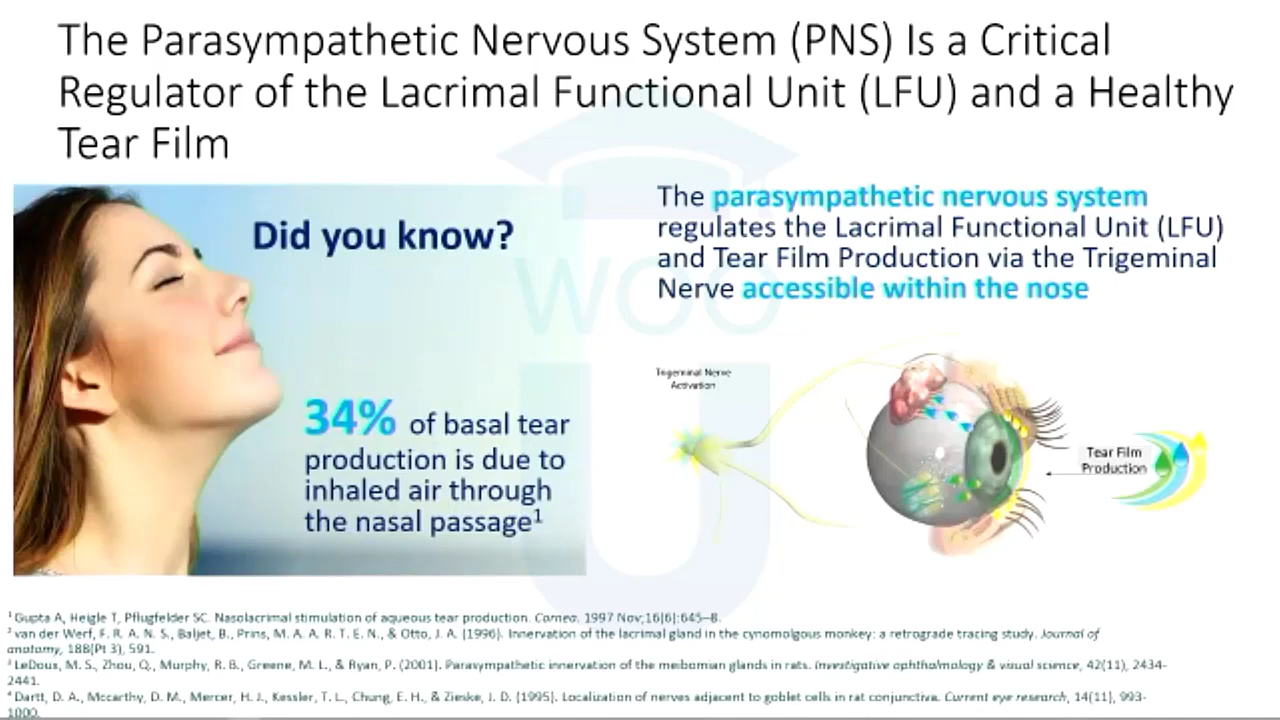 The Parasympathetic Nervous System (PNS) Is a Critical
Regulator of the Lacrimal Functional Unit (LFU) and a Healthy
Tear Film
Did you know?
34% of basal tear
production is due to
inhaled air through
the nasal passage¹
The parasympathetic nervous system
regulates the Lacrimal Functional Unit (LFU)
and Tear Film Production via the Trigeminal
Nerve accessible within the nose
Trigeminal Nerve
Activation
Tear Film
Production
WOO
U
¹ Gupta A, Heigle T, Pflugfelder SC. Nasolacrimal stimulation of aqueous tear production. Cornea. 1997 Nov;16(6):645–8.
² van der Werf, F. R. A. N. S., Baljet, B., Prins, M. A. A. R. T. E. N., & Otto, J. A. (1996). Innervation of the lacrimal gland in the cynomolgous monkey: a retrograde tracing study. Journal of
anatomy, 188(Pt 3), 591.
³ LeDoux, M. S., Zhou, Q., Murphy, R. B., Greene, M. L., & Ryan, P. (2001). Parasympathetic innervation of the meibomian glands in rats. Investigative ophthalmology & visual science, 42(11), 2434-
2441.
⁴ Dartt, D. A., Mccarthy, D. M., Mercer, H. J., Kessler, T. L., Chung, E. H., & Zieske, J. D. (1995). Localization of nerves adjacent to goblet cells in rat conjunctiva. Current eye research, 14(11), 993-
1000.